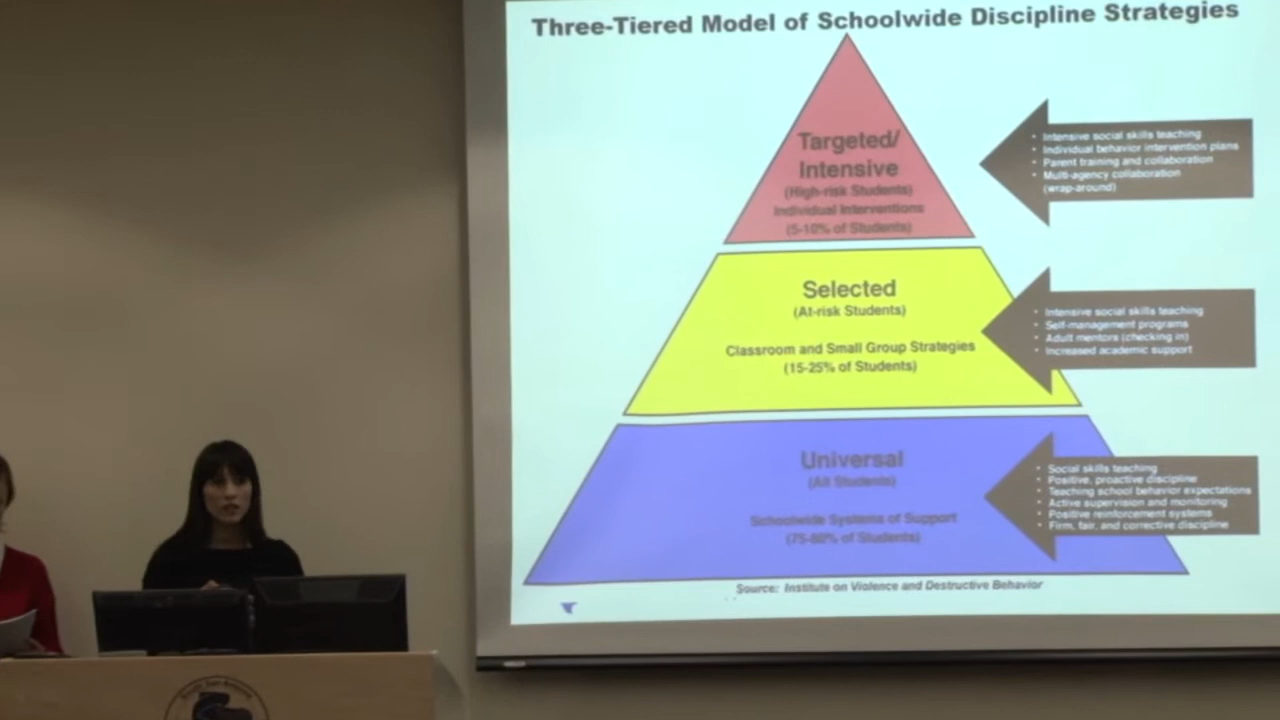 Three-Tiered Model of Schoolwide Discipline Strategies
Targeted/
Intensive
(High-risk Students)
Individual Interventions
(5-10% of Students)
• Intensive social skills teaching
• Individual behavior intervention plans
• Parent training and collaboration
• Multi-agency collaboration
(wrap-around)
Selected
(At-risk Students)
Classroom and Small Group Strategies
(15-25% of Students)
• Intensive social skills teaching
• Self-management programs
• Adult mentors (checking in)
• Increased academic support
Universal
(All Students)
Schoolwide Systems of Support
(75-80% of Students)
• Social skills teaching
• Positive, proactive discipline
• Teaching school behavior expectations
• Active supervision and monitoring
• Positive reinforcement systems
• Firm, fair, and corrective discipline
Source: Institute on Violence and Destructive Behavior